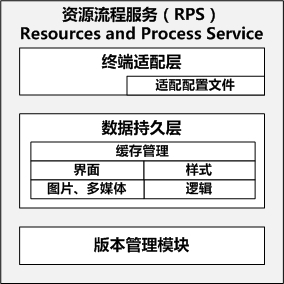 资源流程服务（RPS）
Resources and Process Service
终端适配层
适配配置文件
数据持久层
缓存管理
界面 样式
图片、多媒体 逻辑
版本管理模块